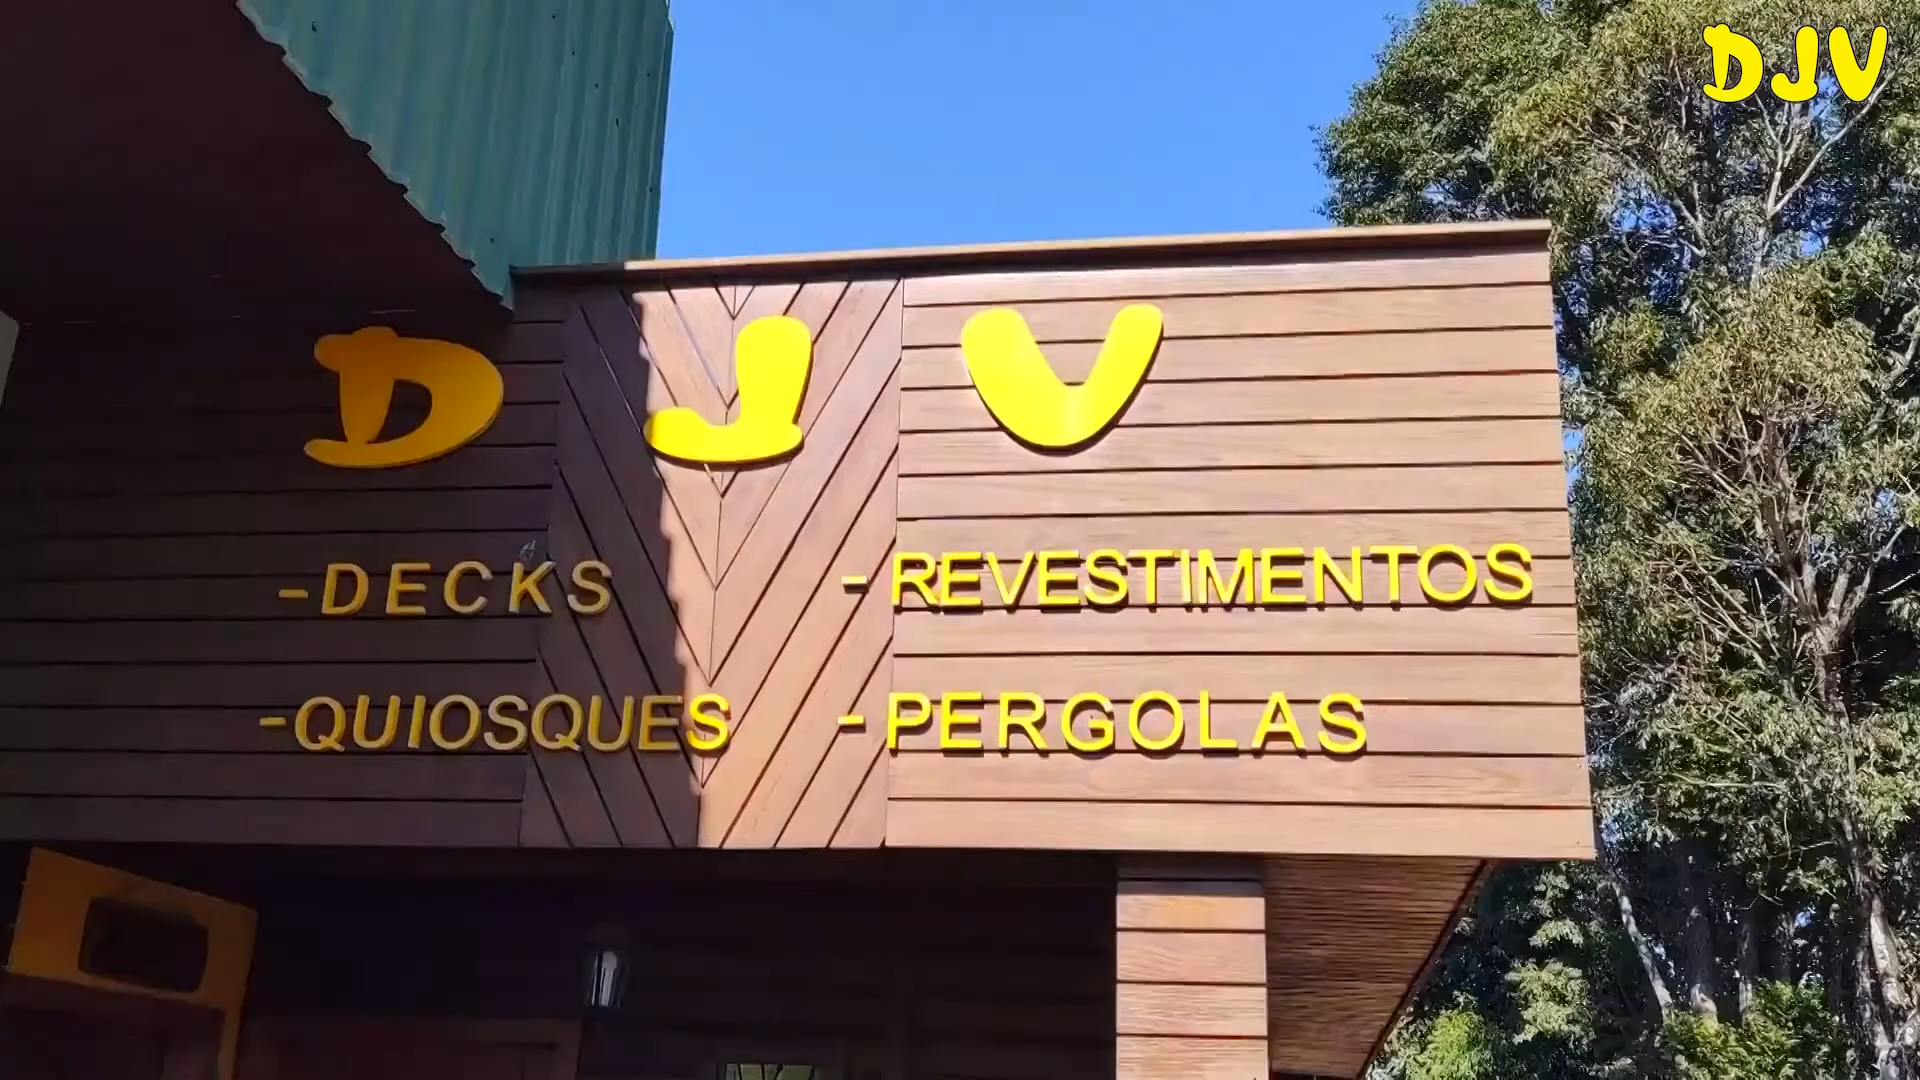 DJV
D J V
-DECKS
-REVESTIMENTOS
-QUIOSQUES
-PERGOLAS